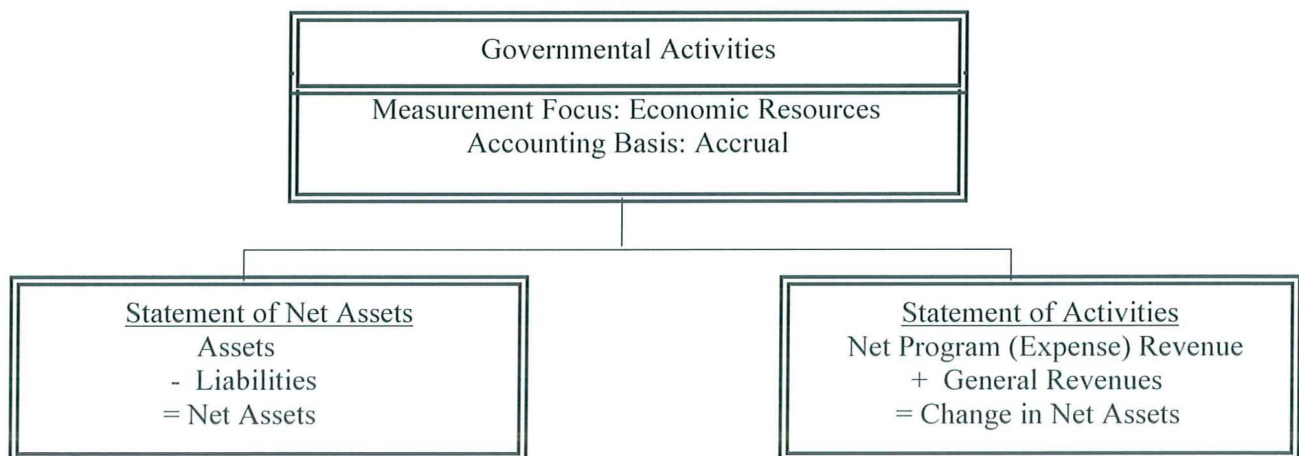 Governmental Activities
Measurement Focus: Economic Resources
Accounting Basis: Accrual
Statement of Net Assets
Assets
- Liabilities
= Net Assets
Statement of Activities
Net Program (Expense) Revenue
+ General Revenues
= Change in Net Assets